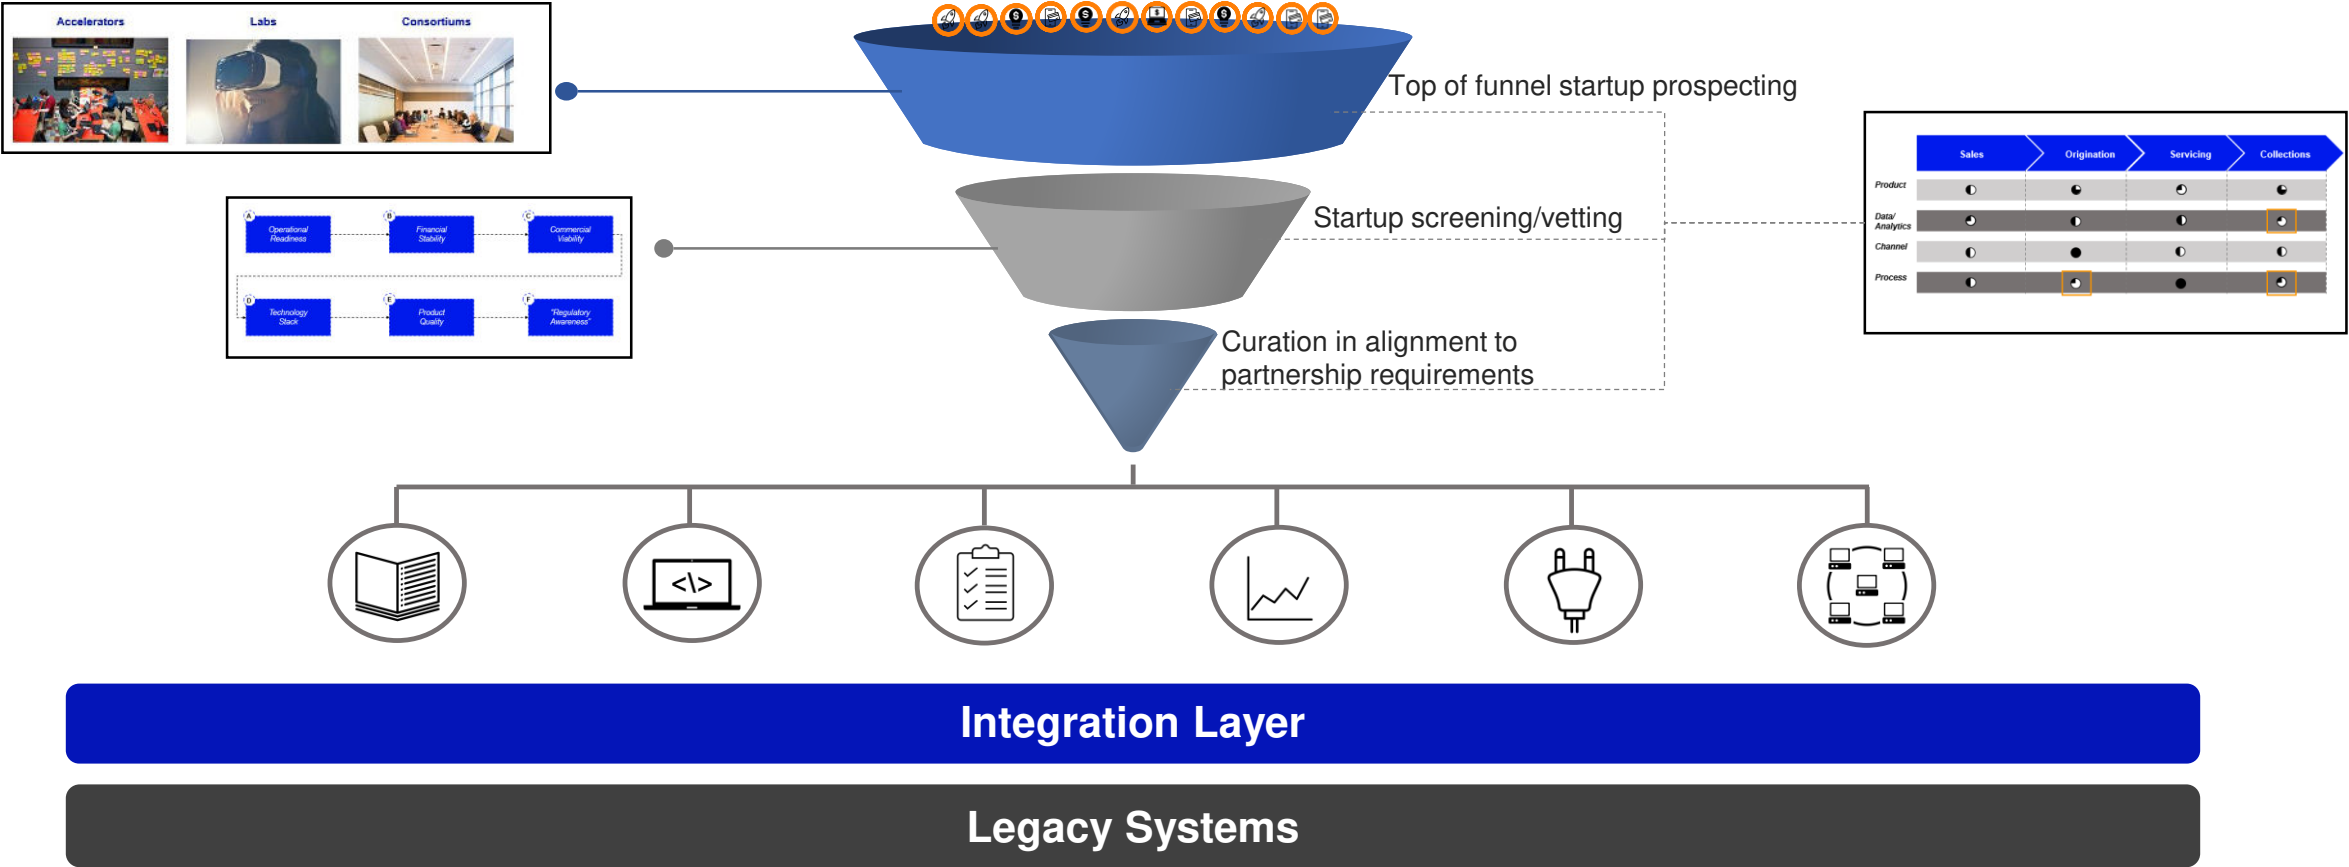 Accelerators
Labs
Consortiums
Top of funnel startup prospecting
Sales
Origination
Servicing
Collections
Product
Data/
Analytics
Channel
Process
A
Operational
Readiness
B
Financial
Stability
C
Commercial
Viability
D
Technology
Stack
E
Product
Quality
F
"Regulatory
Awareness"
Startup screening/vetting
Curation in alignment to
partnership requirements
<\>
Integration Layer
Legacy Systems